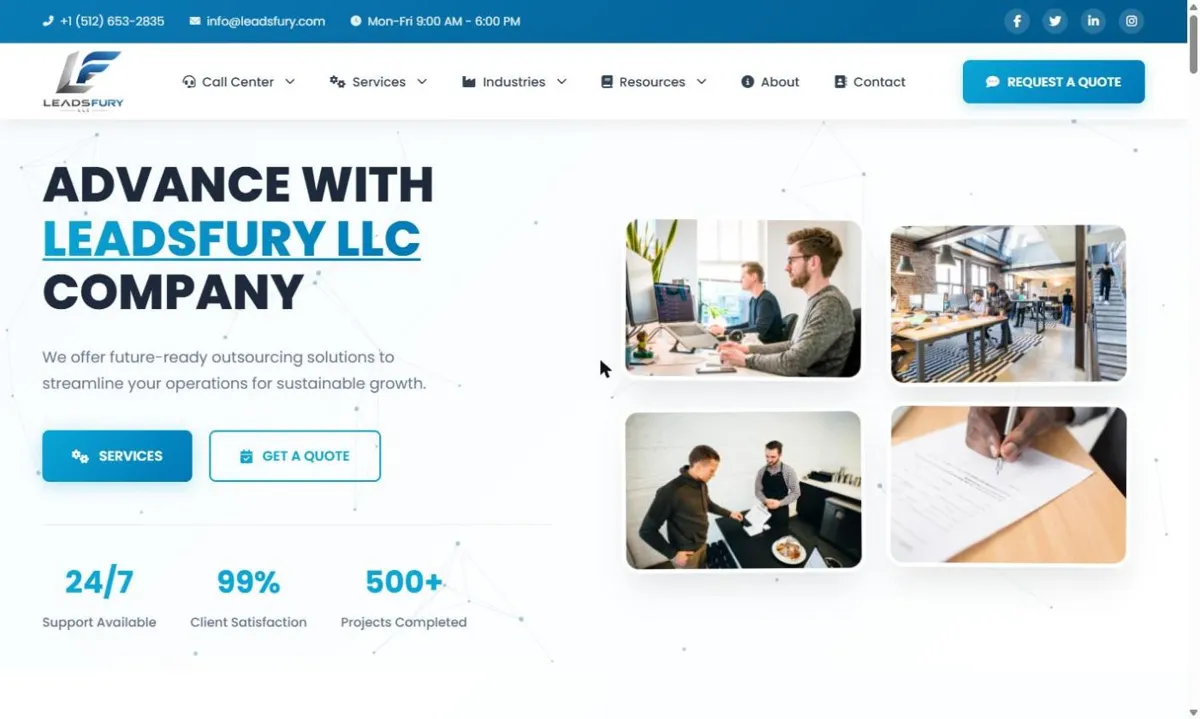 +1 (512) 653-2835 info@leadsfury.com Mon-Fri 9:00 AM - 6:00 PM
LEADSFURY
LLC
Call Center Services Industries Resources About Contact REQUEST A QUOTE
ADVANCE WITH
LEADSFURY LLC
COMPANY
We offer future-ready outsourcing solutions to
streamline your operations for sustainable growth.
SERVICES GET A QUOTE
24/7 99% 500+
Support Available Client Satisfaction Projects Completed